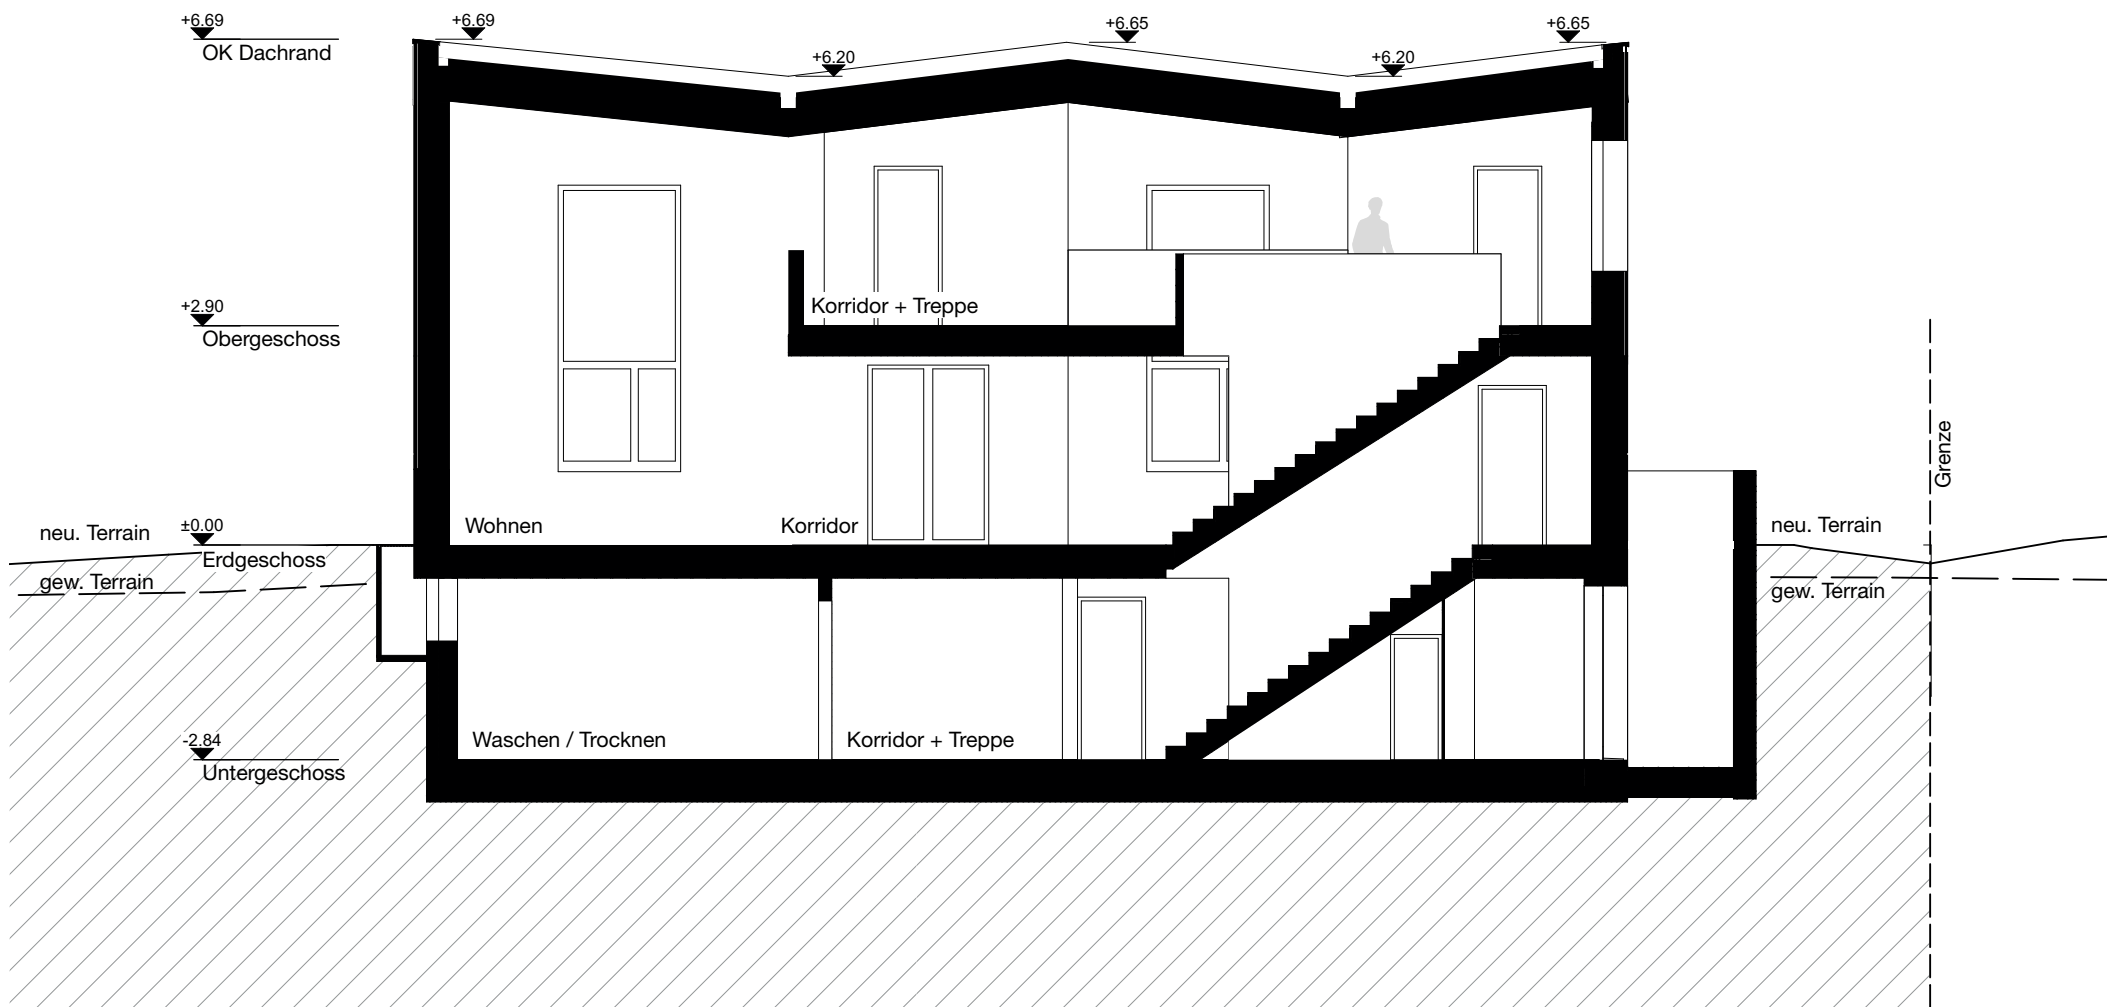 +6.69
OK Dachrand
+6.69
+6.20
+6.65
+6.20
+6.65
+2.90
Obergeschoss
Korridor + Treppe
Grenze
neu. Terrain
±0.00
Erdgeschoss
gew. Terrain
Wohnen
Korridor
neu. Terrain
gew. Terrain
-2.84
Untergeschoss
Waschen / Trocknen
Korridor + Treppe